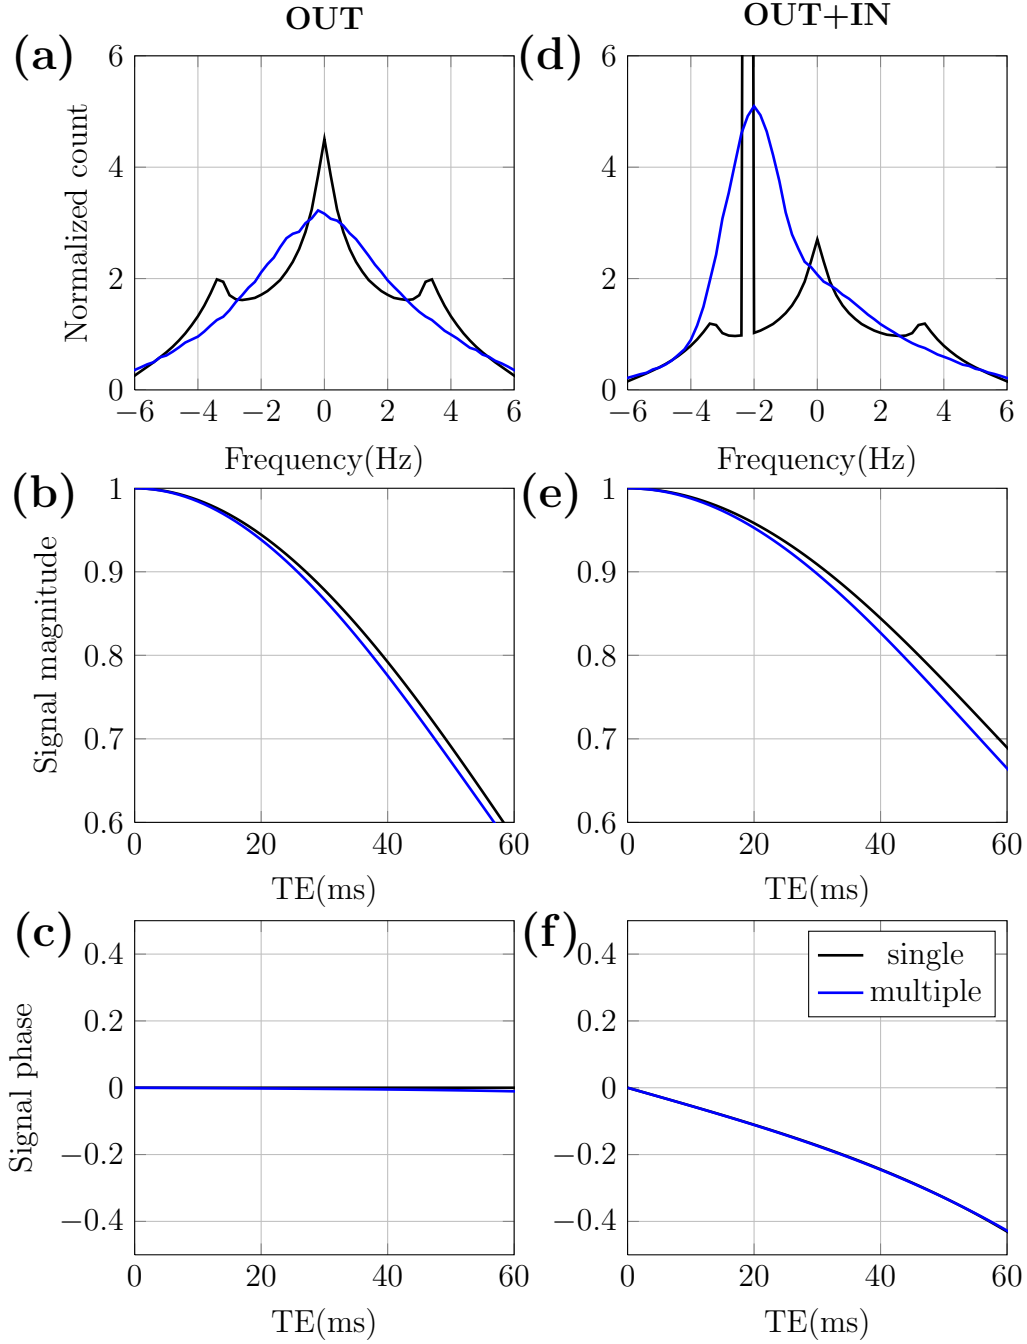 OUT
OUT+IN
(a)
Normalized count
6
4
2
0
−6 −4 −2 0 2 4 6
Frequency(Hz)
(d)
6
4
2
0
−6 −4 −2 0 2 4 6
Frequency(Hz)
(b)
Signal magnitude
1
0.9
0.8
0.7
0.6
0 20 40 60
TE(ms)
(e)
1
0.9
0.8
0.7
0.6
0 20 40 60
TE(ms)
(c)
Signal phase
0.4
0.2
0
−0.2
−0.4
0 20 40 60
TE(ms)
(f)
0.4
0.2
0
−0.2
−0.4
0 20 40 60
TE(ms)
single
multiple